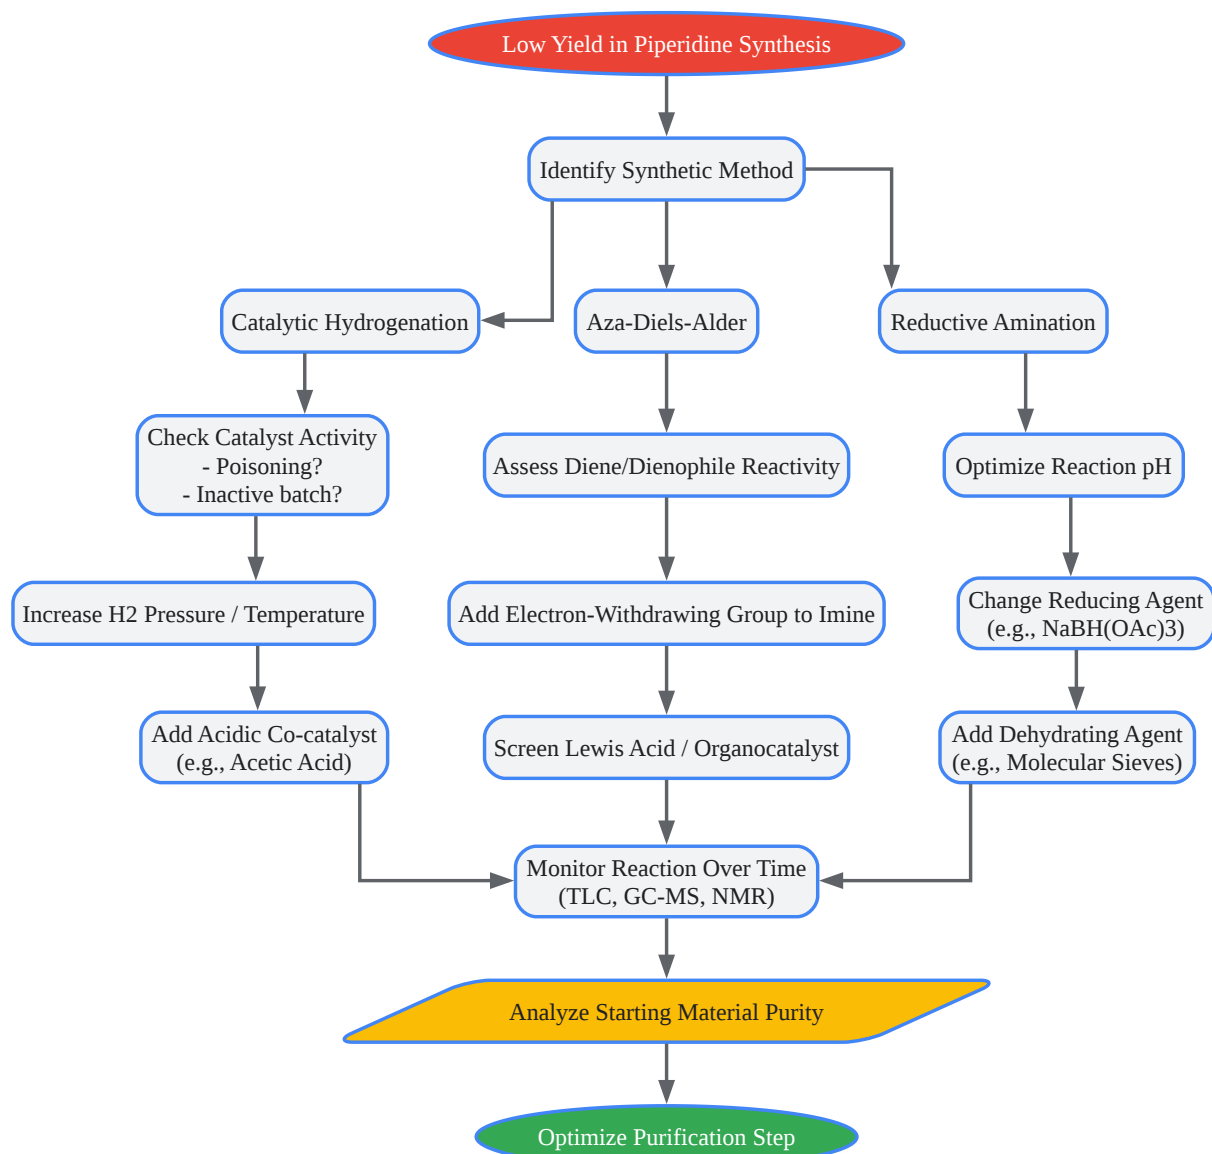 Low Yield in Piperidine Synthesis
Identify Synthetic Method
Catalytic Hydrogenation
Aza-Diels-Alder
Reductive Amination
Check Catalyst Activity
- Poisoning?
- Inactive batch?
Assess Diene/Dienophile Reactivity
Optimize Reaction pH
Increase H2 Pressure / Temperature
Add Electron-Withdrawing Group to Imine
Change Reducing Agent
(e.g., NaBH(OAc)3)
Add Acidic Co-catalyst
(e.g., Acetic Acid)
Screen Lewis Acid / Organocatalyst
Add Dehydrating Agent
(e.g., Molecular Sieves)
Monitor Reaction Over Time
(TLC, GC-MS, NMR)
Analyze Starting Material Purity
Optimize Purification Step